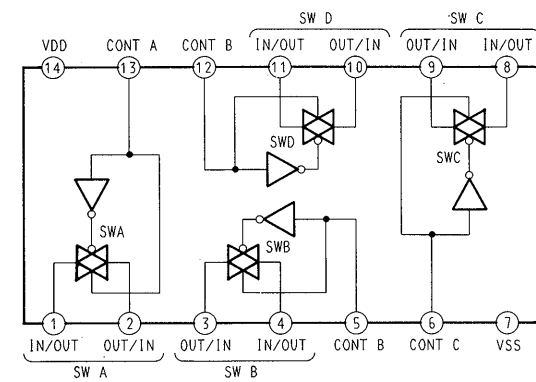 SW D SW C
VDD CONT A CONT B IN/OUT OUT/IN OUT/IN IN/OUT
14 13 12 11 10 9 8
SWD
SWC
SWA
SWB
1 2 3 4 5 6 7
IN/OUT OUT/IN OUT/IN IN/OUT CONT B CONT C VSS
SW A SW B